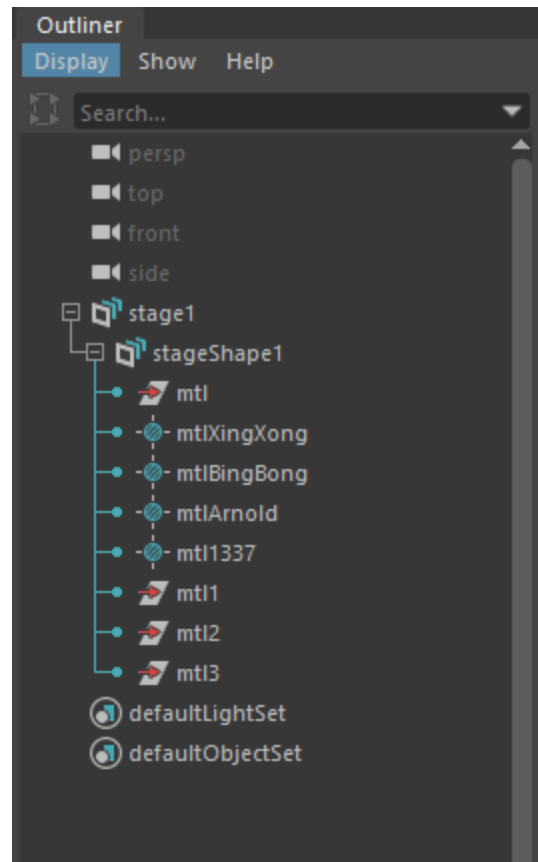 Outliner
Display Show Help
Search...
persp
top
front
side
stage1
stageShape1
mtl
mtlXingXong
mtlBingBong
mtlArnold
mtl1337
mtl1
mtl2
mtl3
defaultLightSet
defaultObjectSet